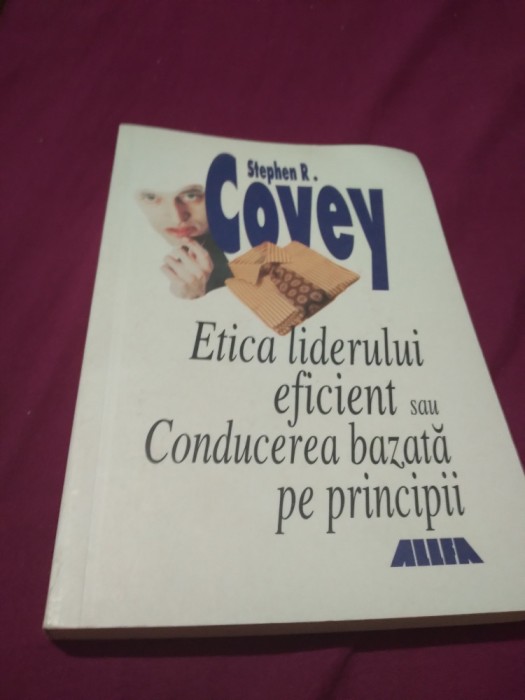 Stephen R.
Covey
Etica liderului
eficient sau
Conducerea bazată
pe principii
ALLFA